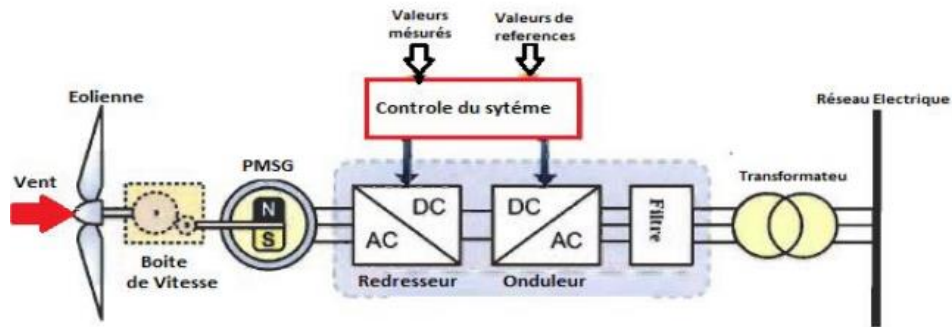 Valeurs
mésurés
Valeurs de
references
Controle du sytéme
Eolienne
Réseau Electrique
PMSG
Vent
Transformateu
N
S
DC
AC
DC
AC
Filtre
Boite
de Vitesse
Redresseur
Onduleur